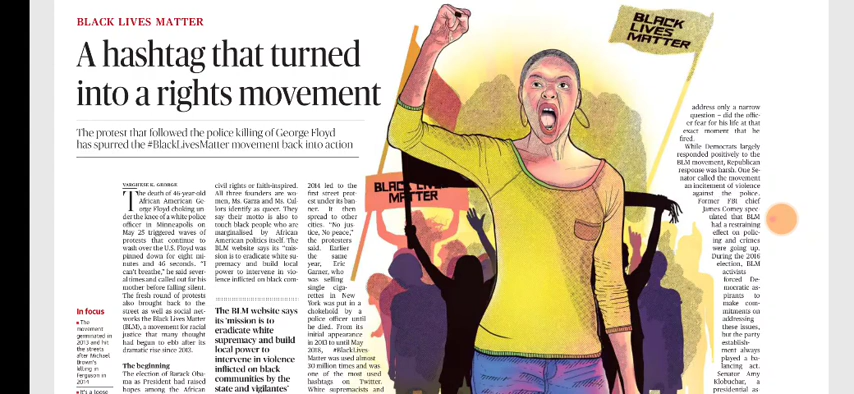 BLACK LIVES MATTER
A hashtag that turned
into a rights movement
The protest that followed the police killing of George Floyd
has spurred the #BlackLivesMatter movement back into action
VARGHESE K. GEORGE
The death of 46-year-old
African American Ge-
orge Floyd choking un-
der the knee of a white police
officer in Minneapolis on
May 25 triggered waves of
protests that continue to
wash over the U.S. Floyd was
pinned down for eight mi-
nutes and 46 seconds. "I
can't breathe," he said sever-
al times and called out for his
mother before falling silent.
The fresh round of protests
also brought back to the
street as well as social net-
works the Black Lives Matter
(BLM), a movement for racial
justice that many thought
had begun to ebb after its
dramatic rise since 2013.
The beginning
The election of Barack Oba-
ma as President had raised
hopes among the African
In focus
The
movement
germinated in
2013 and hit
the streets
after Michael
Brown's
killing in
Ferguson in
2014
It's a loose
civil rights or faith-inspired.
All three founders are wo-
men, Ms. Garza and Ms. Cul-
lors identify as queer. They
say their motto is also to
touch black people who are
marginalised by African
American politics itself. The
BLM website says its "mis-
sion is to eradicate white su-
premacy and build local
power to intervene in vio-
lence inflicted on black com-
The BLM website says
its 'mission is to
eradicate white
supremacy and build
local power to
intervene in violence
inflicted on black
communities by the
state and vigilantes'
2014 led to the
first street prot-
est under its ban-
ner. It then
spread to other
cities. "No jus-
tice, No peace,"
the protesters
said. Earlier
the same
year, Eric
Garner, who
was selling
single ciga-
rettes in New
York was put in a
chokehold by a
police officer until
he died. From its
initial appearance
in 2013 to until May
2018, #BlackLives-
Matter was used almost
30 million times and was
one of the most used
hashtags on Twitter.
White supremacists and
BLACK LIVES
MATTER
BLACK
LIVES
MATTER
address only a narrow
question – did the offic-
er fear for his life at that
exact moment that he
fired.
While Democrats largely
responded positively to the
BLM movement, Republican
response was harsh. One Se-
nator called the movement
an incitement of violence
against the police.
Former FBI chief
James Comey spec-
ulated that BLM
had a restraining
effect on polic-
ing and crimes
were going up.
During the 2016
election, BLM
activists
forced De-
mocratic as-
pirants to
make com-
mitments on
addressing
these issues,
but the party
establish-
ment always
played a ba-
lancing act.
Senator Amy
Klobuchar, a
presidential as-